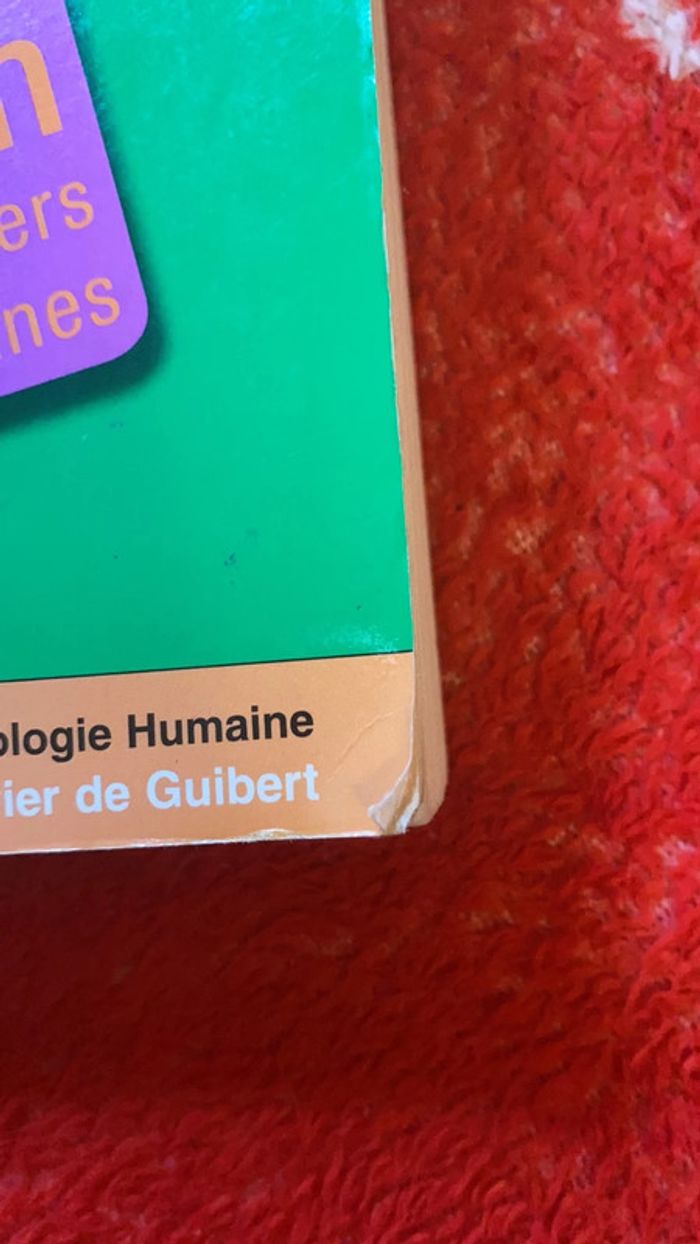 n
ers
nes
ologie Humaine
ier de Guibert